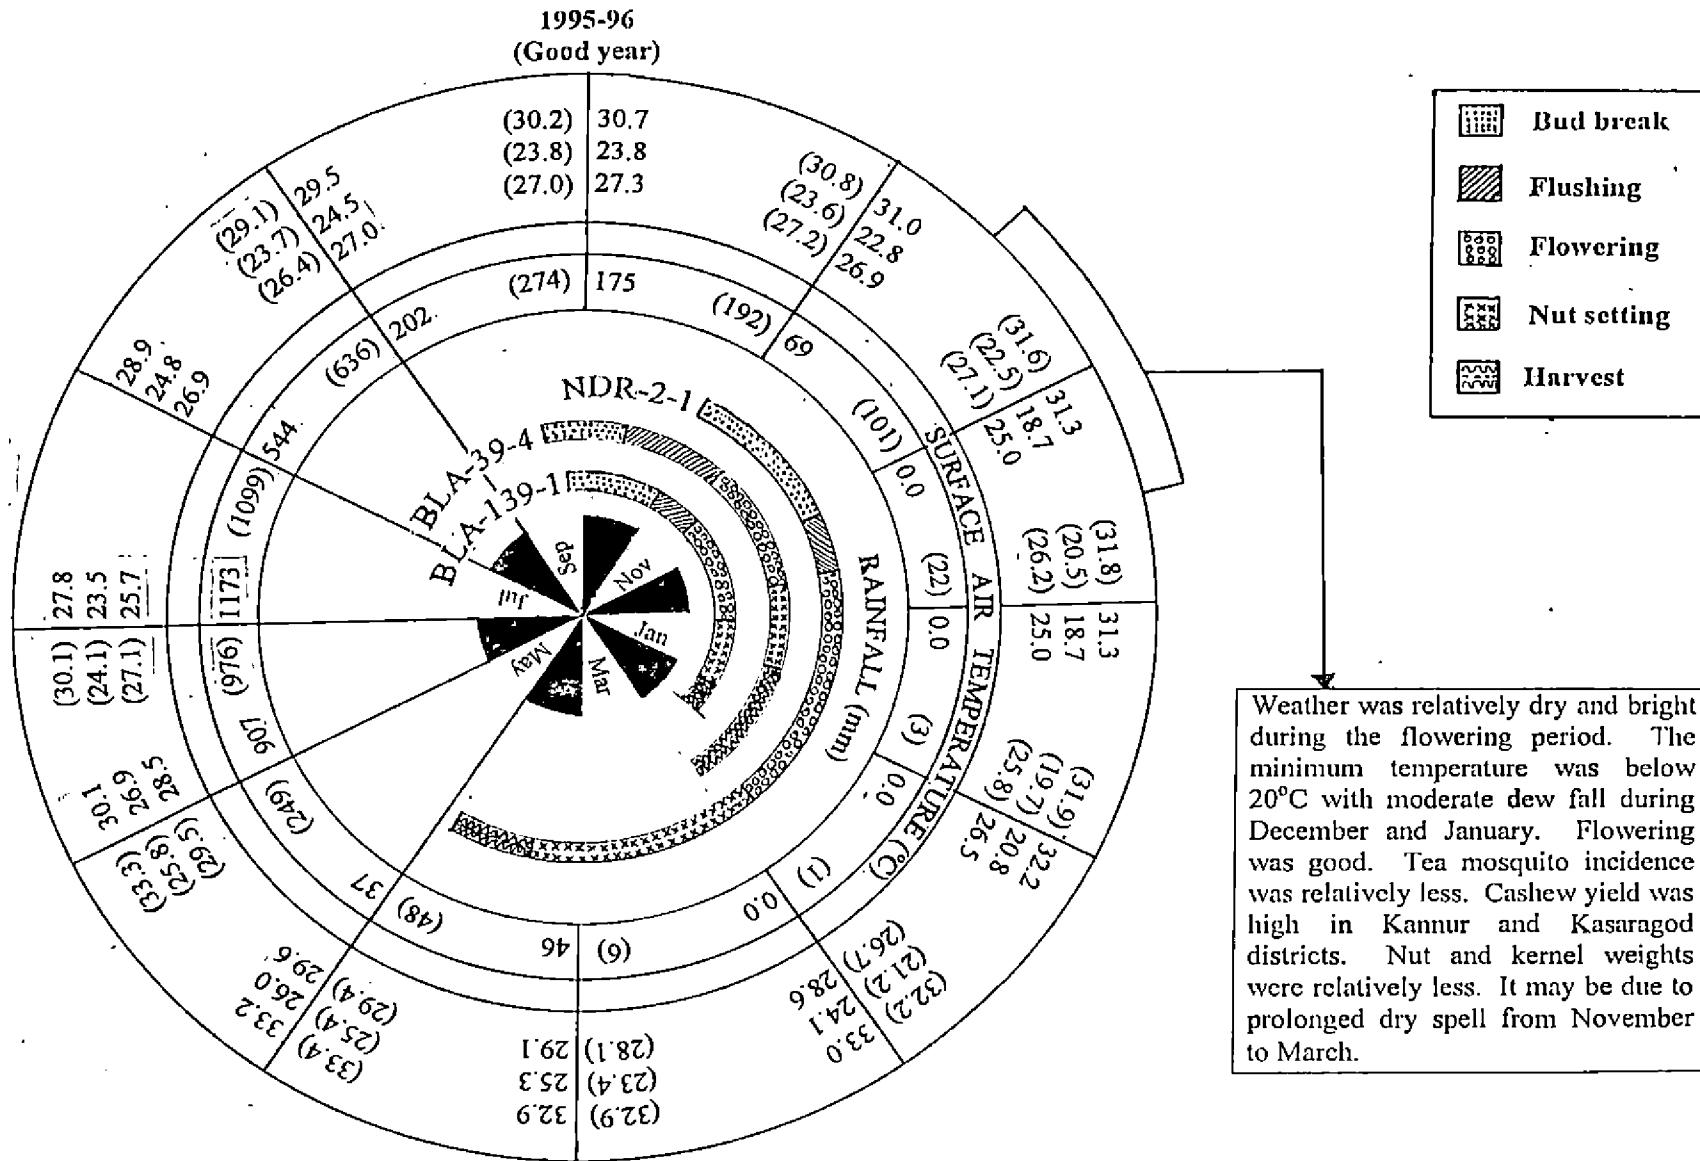 1995-96
(Good year)
(30.2) 30.7
(23.8) 23.8
(27.0) 27.3
(30.8) 31.0
(23.6) 22.8
(27.2) 26.9
(31.6) 31.3
(22.5) 18.7
(27.1) 25.0
(31.8) 31.3
(20.5) 18.7
(26.2) 25.0
(31.9) 32.2
(19.7) 20.8
(25.8) 26.5
(32.2) 33.0
(21.2) 24.1
(26.7) 28.6
(32.9) 32.9
(23.4) 25.3
(28.1) 29.1
(33.4) 33.2
(25.4) 26.0
(29.4) 29.6
(33.3) 30.1
(25.8) 26.9
(29.5) 28.5
(30.1) 27.8
(24.1) 23.5
(27.1) 25.7
28.9
24.8
26.9
(29.1) 29.5
(23.7) 24.5
(26.4) 27.0
(274) 175
(192) 69
(101) 0.0
(22) 0.0
(3) 0.0
(1) 0.0
(6) 46
(48) 37
(249) 907
(976) 1173
(1099) 544
(636) 202
SURFACE AIR TEMPERATURE (°C)
RAINFALL (mm)
NDR-2-1
BLA-39-4
BLA-139-1
Sep
Nov
Jan
Mar
May
Jul
Bud break
Flushing
Flowering
Nut setting
Harvest
Weather was relatively dry and bright
during the flowering period. The
minimum temperature was below
20°C with moderate dew fall during
December and January. Flowering
was good. Tea mosquito incidence
was relatively less. Cashew yield was
high in Kannur and Kasaragod
districts. Nut and kernel weights
were relatively less. It may be due to
prolonged dry spell from November
to March.